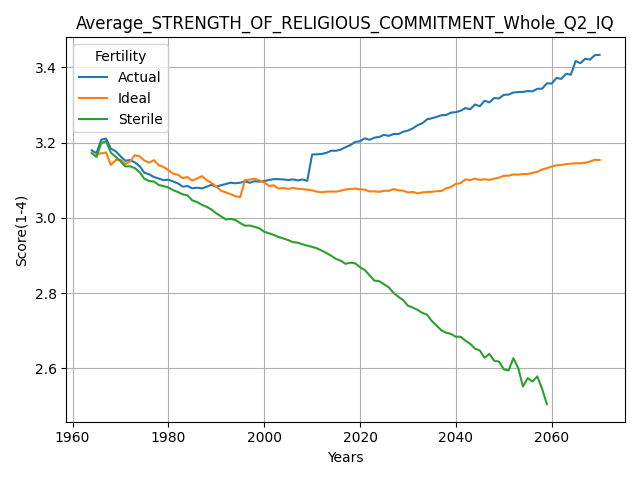 Average_STRENGTH_OF_RELIGIOUS_COMMITMENT_Whole_Q2_IQ
Fertility
Actual
Ideal
Sterile
Score(1-4)
3.4
3.2
3.0
2.8
2.6
1960 1980 2000 2020 2040 2060
Years